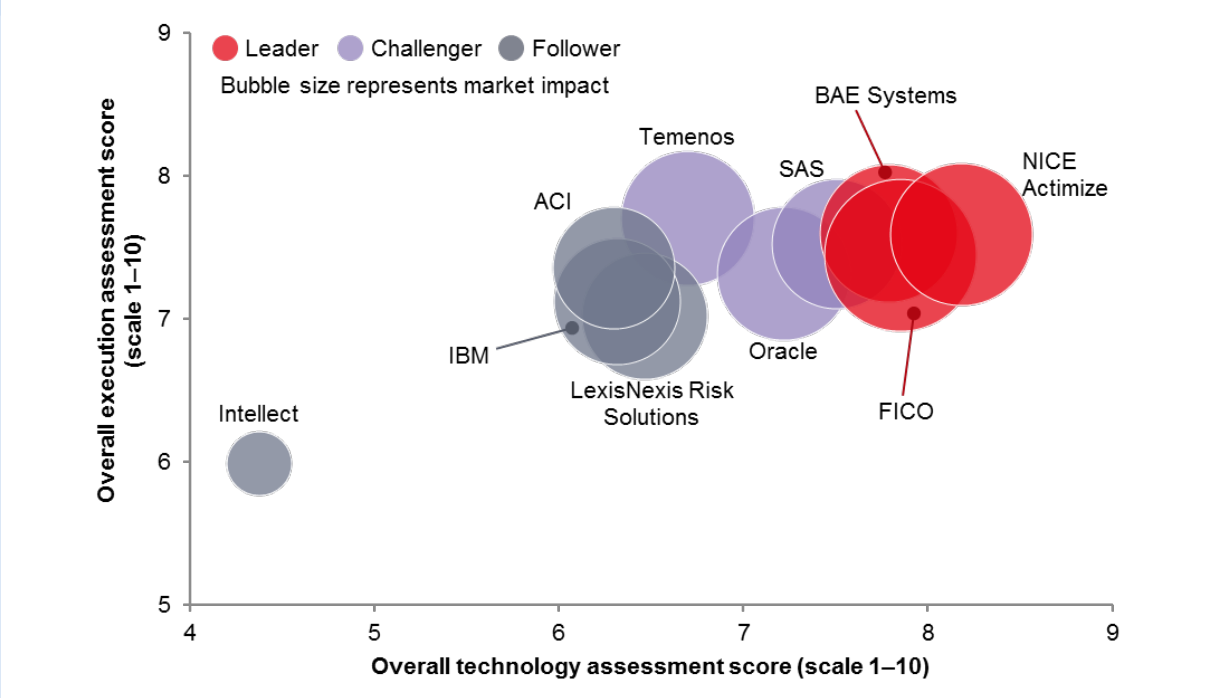 Leader
Challenger
Follower
Bubble size represents market impact
Overall execution assessment score
(scale 1–10)
9
8
7
6
5
BAE Systems
Temenos
SAS
NICE
Actimize
ACI
IBM
Oracle
LexisNexis Risk
Solutions
FICO
Intellect
4
5
6
7
8
9
Overall technology assessment score (scale 1–10)